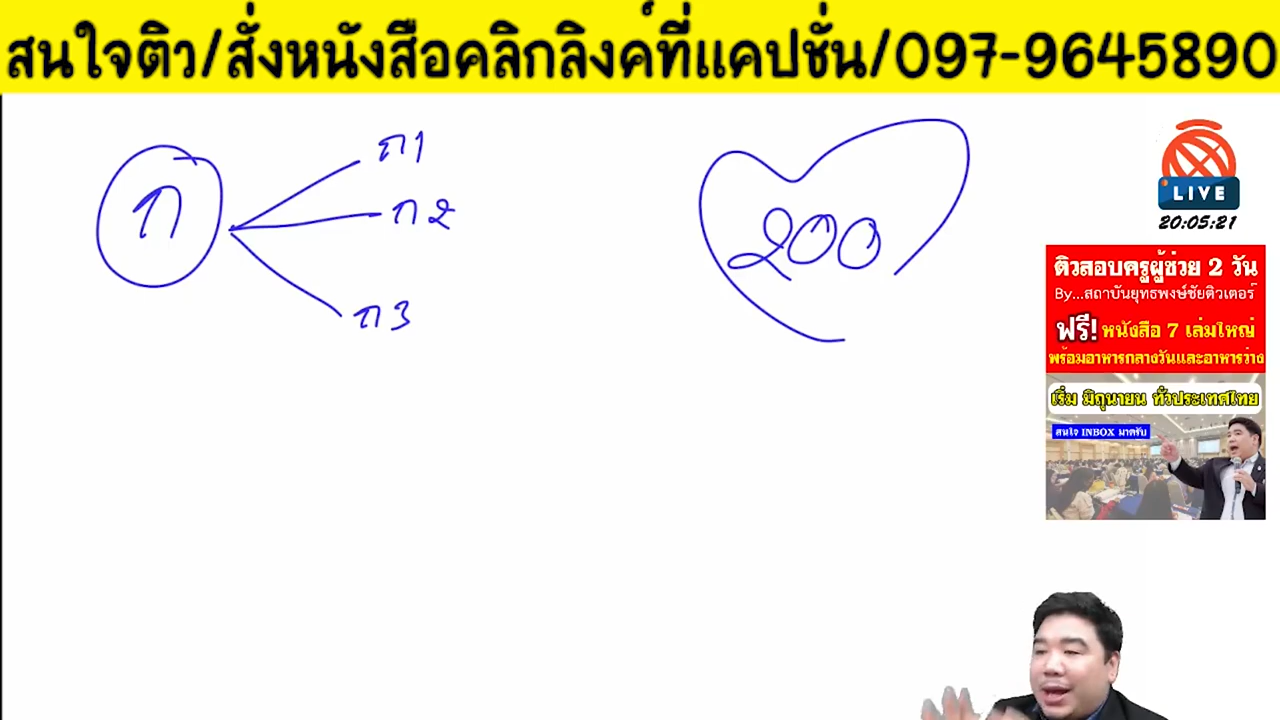 สนใจติว/สั่งหนังสือคลิกลิงค์ที่แคปชั่น/097-9645890
ก
ก1
ก2
ก3
200
LIVE
20:05:21
ติวสอบครูผู้ช่วย 2 วัน
By...สถาบันยุทธพงษ์ชัยติวเตอร์
ฟรี! หนังสือ 7 เล่มใหญ่
พร้อมอาหารกลางวันและอาหารว่าง
เริ่ม มิถุนายน ทั่วประเทศไทย
สนใจ INBOX มาครับ